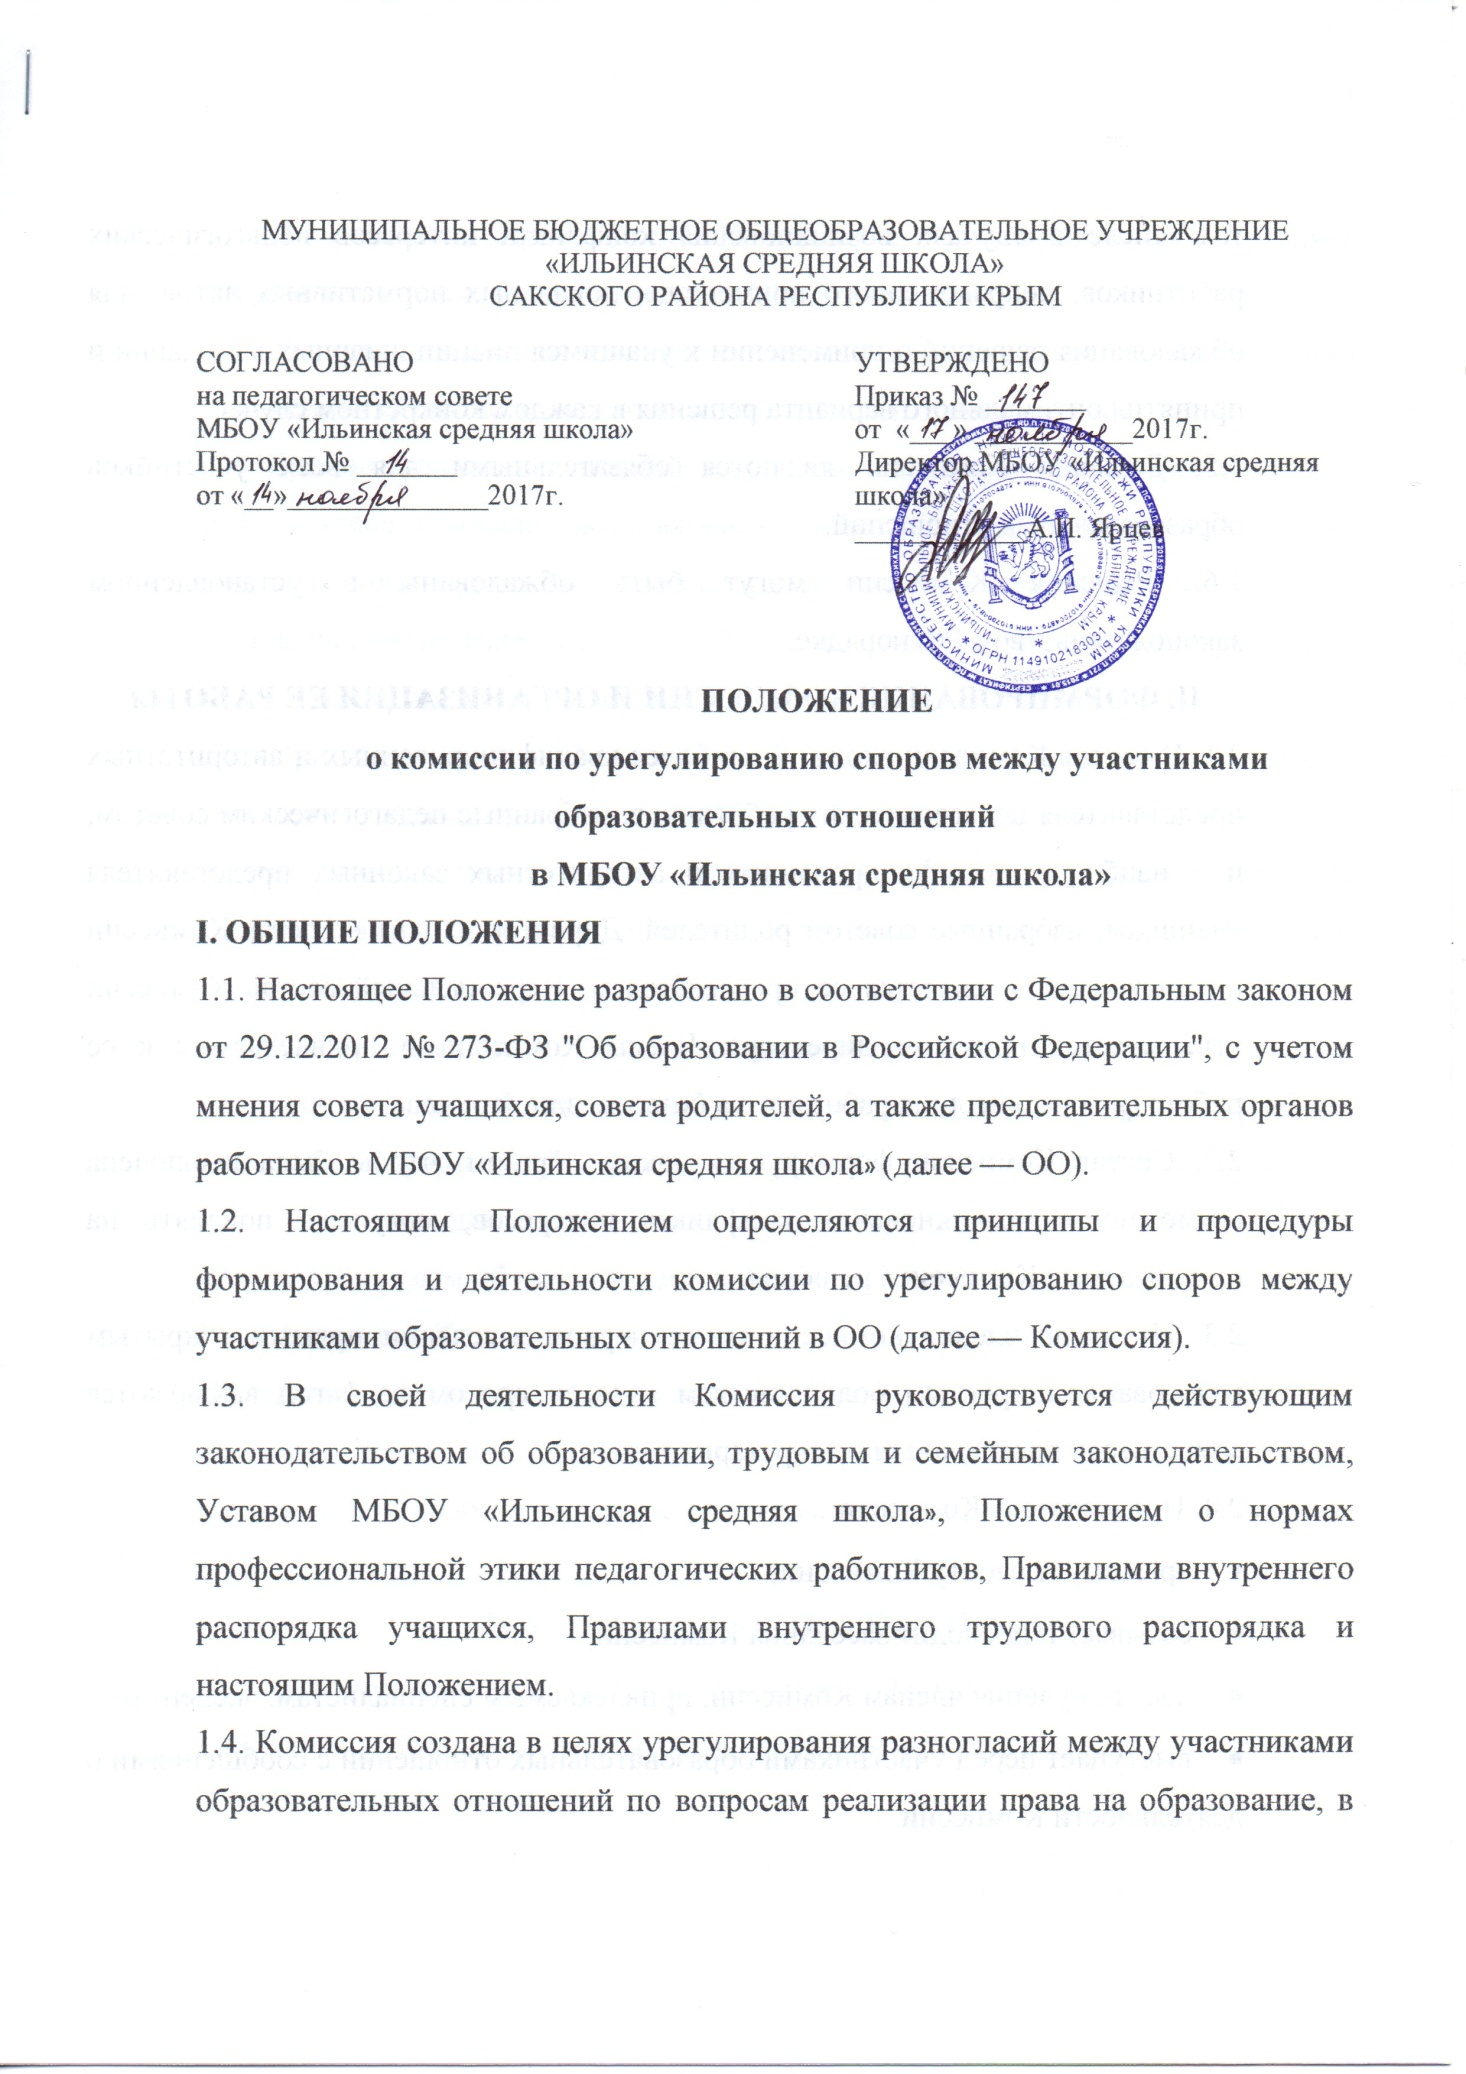 МУНИЦИПАЛЬНОЕ БЮДЖЕТНОЕ ОБЩЕОБРАЗОВАТЕЛЬНОЕ УЧРЕЖДЕНИЕ
«ИЛЬИНСКАЯ СРЕДНЯЯ ШКОЛА»
САКСКОГО РАЙОНА РЕСПУБЛИКИ КРЫМ
СОГЛАСОВАНО
на педагогическом совете
МБОУ «Ильинская средняя школа»
Протокол № 14
от «14» ноября 2017г.
УТВЕРЖДЕНО
Приказ № 147
от «17» ноября 2017г.
Директор МБОУ «Ильинская средняя
школа»
А.И. Ярцев
ОГРН 1149102183031
ПОЛОЖЕНИЕ
о комиссии по урегулированию споров между участниками
образовательных отношений
в МБОУ «Ильинская средняя школа»
I. ОБЩИЕ ПОЛОЖЕНИЯ
1.1. Настоящее Положение разработано в соответствии с Федеральным законом
от 29.12.2012 № 273-ФЗ "Об образовании в Российской Федерации", с учетом
мнения совета учащихся, совета родителей, а также представительных органов
работников МБОУ «Ильинская средняя школа» (далее — ОО).
1.2. Настоящим Положением определяются принципы и процедуры
формирования и деятельности комиссии по урегулированию споров между
участниками образовательных отношений в ОО (далее — Комиссия).
1.3. В своей деятельности Комиссия руководствуется действующим
законодательством об образовании, трудовым и семейным законодательством,
Уставом МБОУ «Ильинская средняя школа», Положением о нормах
профессиональной этики педагогических работников, Правилами внутреннего
распорядка учащихся, Правилами внутреннего трудового распорядка и
настоящим Положением.
1.4. Комиссия создана в целях урегулирования разногласий между участниками
образовательных отношений по вопросам реализации права на образование, в